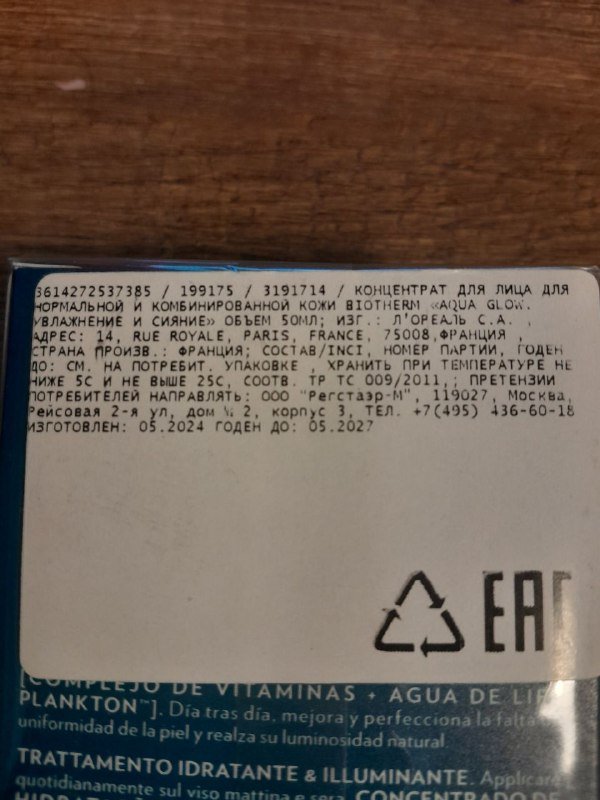 3614272537385 / 199175 / 3191714 / КОНЦЕНТРАТ ДЛЯ ЛИЦА ДЛЯ
НОРМАЛЬНОЙ И КОМБИНИРОВАННОЙ КОЖИ BIOTHERM «AQUA GLOW.
УВЛАЖНЕНИЕ И СИЯНИЕ» ОБЪЕМ 50МЛ; ИЗГ.: Л'ОРЕАЛЬ С.А. ,
АДРЕС: 14, RUE ROYALE, PARIS, FRANCE, 75008,ФРАНЦИЯ ,
СТРАНА ПРОИЗВ.: ФРАНЦИЯ; СОСТАВ/INCI, НОМЕР ПАРТИИ, ГОДЕН
ДО: СМ. НА ПОТРЕБИТ. УПАКОВКЕ , ХРАНИТЬ ПРИ ТЕМПЕРАТУРЕ НЕ
НИЖЕ 5С И НЕ ВЫШЕ 25С, СООТВ. ТР ТС 009/2011,; ПРЕТЕНЗИИ
ПОТРЕБИТЕЛЕЙ НАПРАВЛЯТЬ: ООО "Регстаэр-М", 119027, Москва,
Рейсовая 2-я ул, дом № 2, корпус 3, ТЕЛ. +7(495) 436-60-18
ИЗГОТОВЛЕН: 05.2024 ГОДЕН ДО: 05.2027
EAC
[COMPLEJO DE VITAMINAS + AGUA DE LIFE
PLANKTON™]. Día tras día, mejora y perfecciona la falta de
uniformidad de la piel y realza su luminosidad natural.
TRATTAMENTO IDRATANTE & ILLUMINANTE. Applicare
quotidianamente sul viso mattina e sera. CONCENTRATO DE